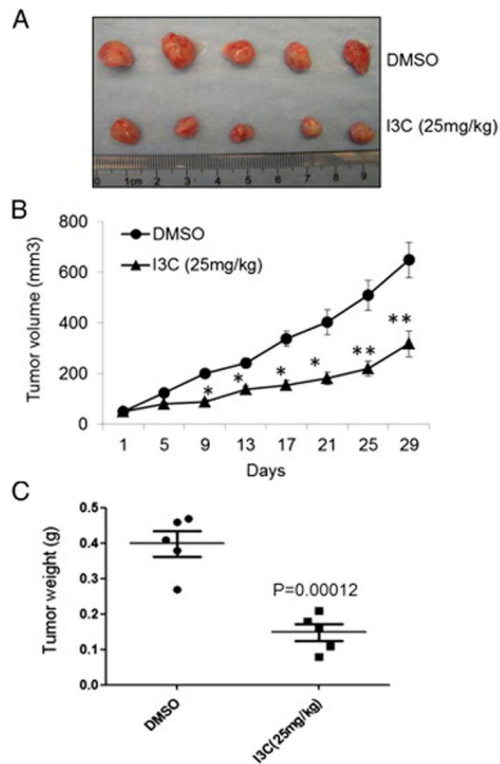 A
DMSO
I3C (25mg/kg)
0 1cm 2 3 4 5 6 7 8 9
B
800
600
400
200
0
Tumor volume (mm3)
DMSO
I3C (25mg/kg)
*
*
*
*
**
**
1 5 9 13 17 21 25 29
Days
C
0.5
0.4
0.3
0.2
0.1
0.0
Tumor weight (g)
P=0.00012
DMSO
I3C(25mg/kg)